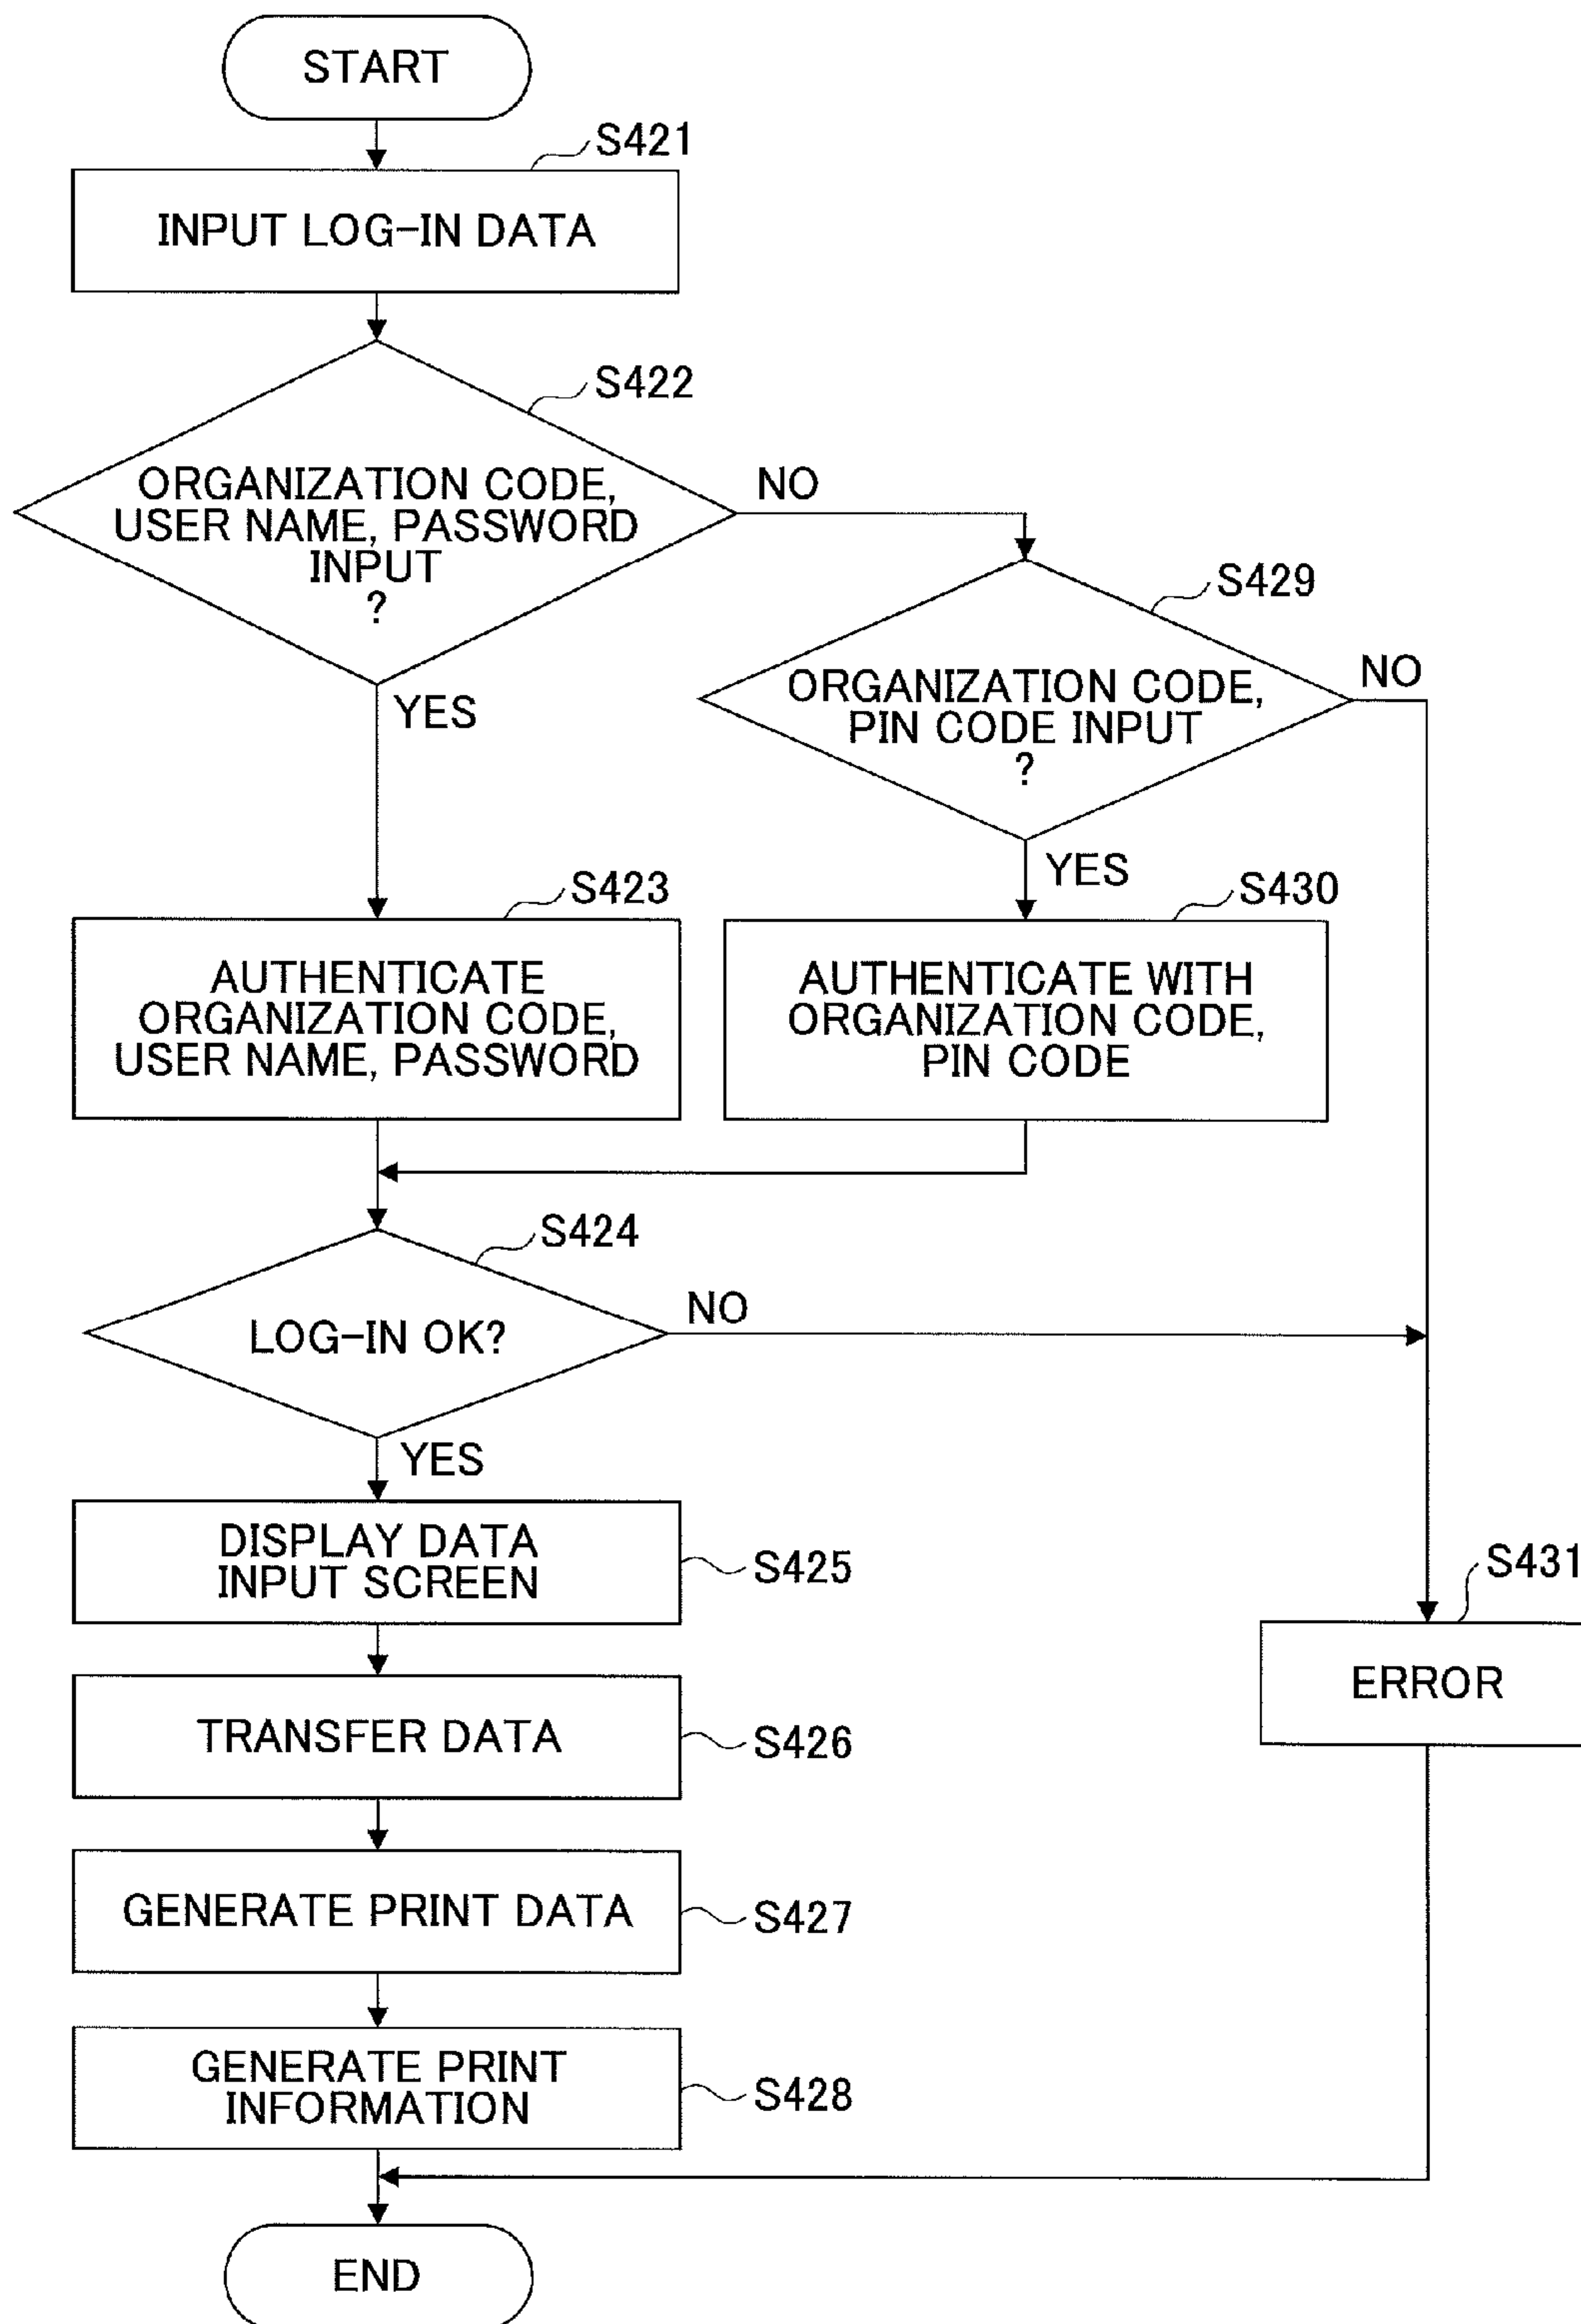 START
S421
INPUT LOG-IN DATA
S422
ORGANIZATION CODE,
USER NAME, PASSWORD
INPUT
?
NO
YES
S429
ORGANIZATION CODE,
PIN CODE INPUT
?
NO
YES
S423
AUTHENTICATE
ORGANIZATION CODE,
USER NAME, PASSWORD
S430
AUTHENTICATE WITH
ORGANIZATION CODE,
PIN CODE
S424
LOG-IN OK?
NO
YES
DISPLAY DATA
INPUT SCREEN
S425
S431
ERROR
TRANSFER DATA
S426
GENERATE PRINT DATA
S427
GENERATE PRINT
INFORMATION
S428
END